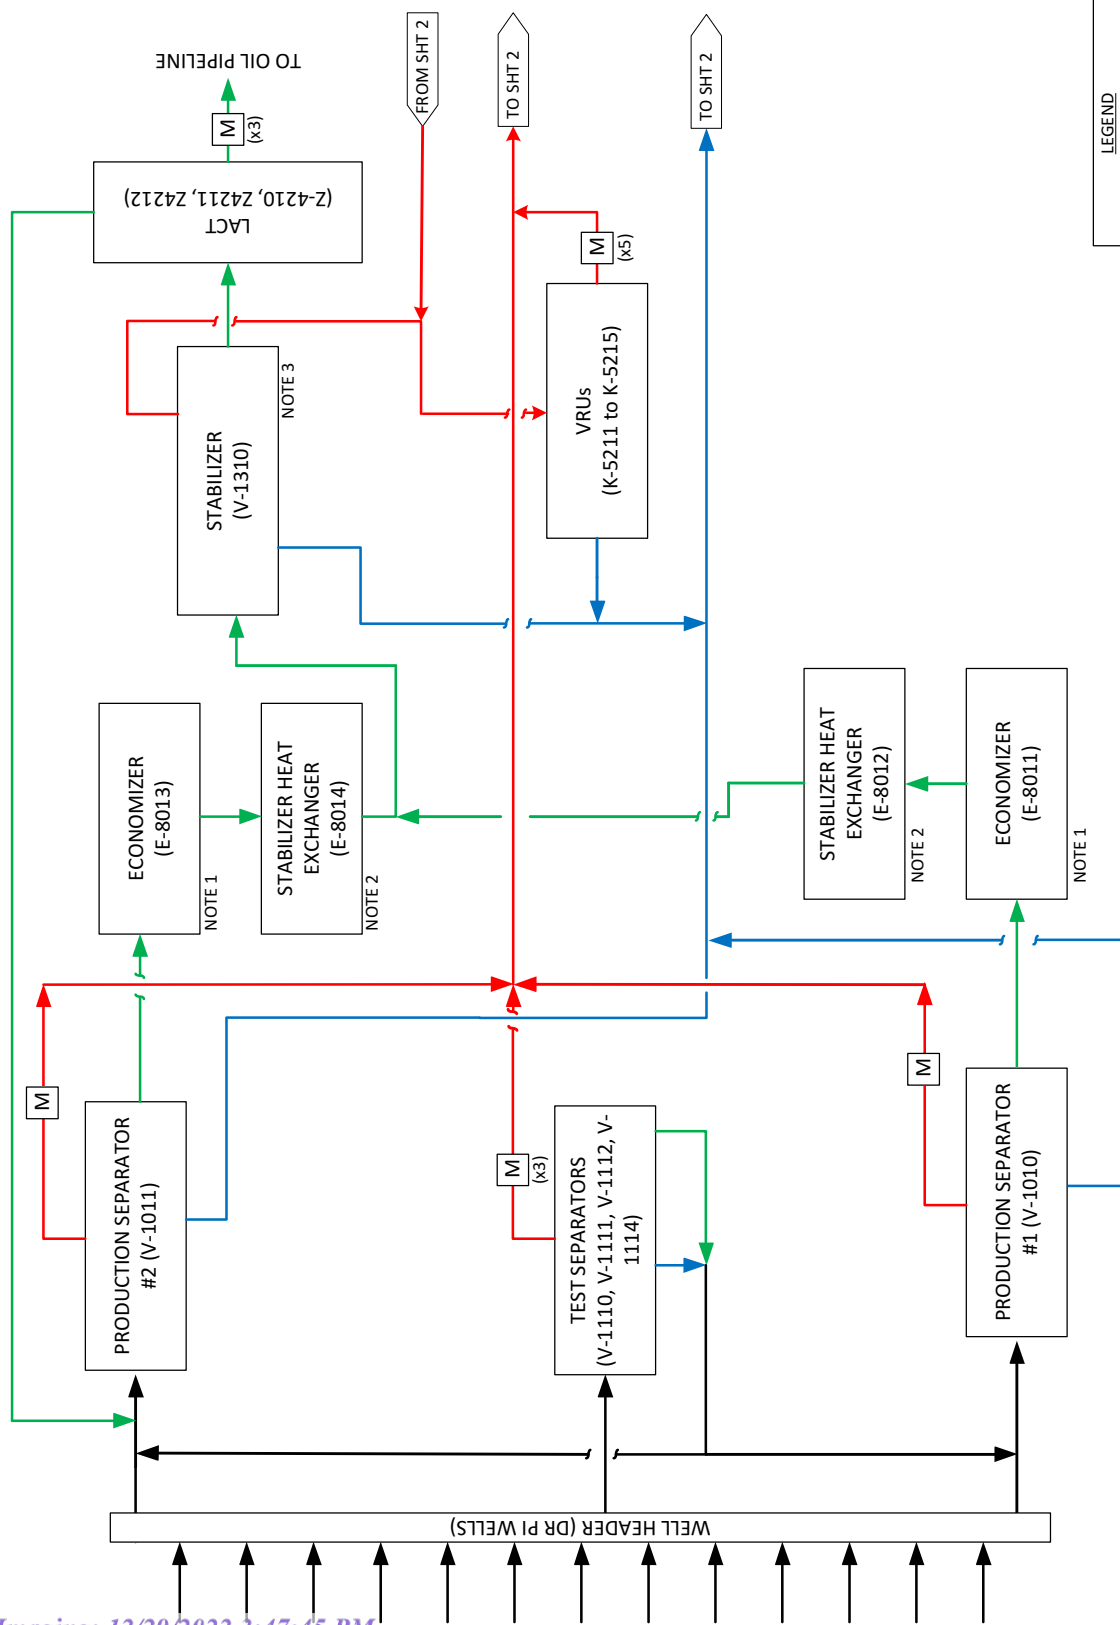 TO OIL PIPELINE
FROM SHT 2
TO SHT 2
TO SHT 2
M
(x3)
LEGEND
LACT
(Z-4210, Z4211, Z4212)
M
(x5)
STABILIZER
(V-1310)
NOTE 3
VRUs
(K-5211 to K-5215)
ECONOMIZER
(E-8013)
NOTE 1
STABILIZER HEAT
EXCHANGER
(E-8014)
NOTE 2
STABILIZER HEAT
EXCHANGER
(E-8012)
NOTE 2
ECONOMIZER
(E-8011)
NOTE 1
M
M
M
(x3)
PRODUCTION SEPARATOR
#2 (V-1011)
TEST SEPARATORS
(V-1110, V-1111, V-1112, V-
1114)
PRODUCTION SEPARATOR
#1 (V-1010)
WELL HEADER (DR PI WELLS)